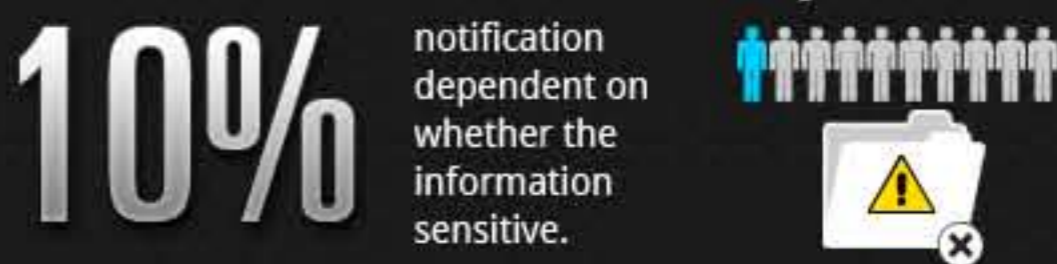 10%
notification
dependent on
whether the
information
sensitive.